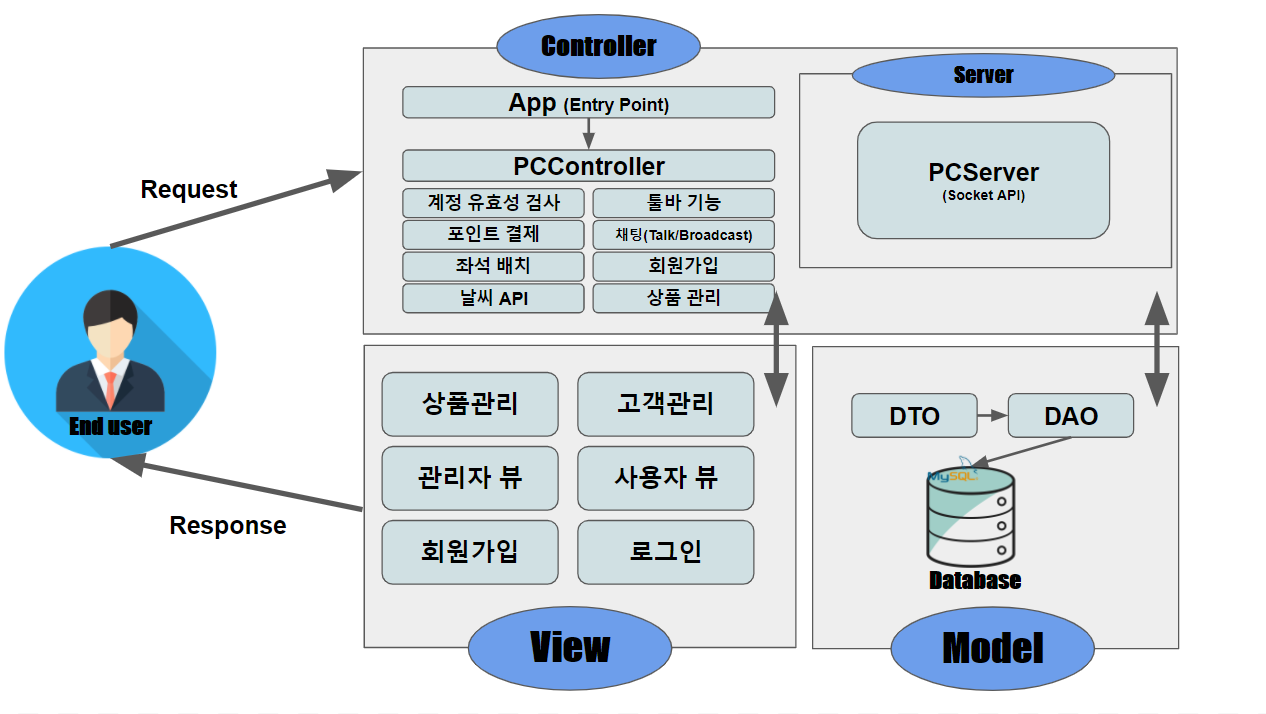 Controller
Server
App (Entry Point)
PCController
계정 유효성 검사
툴바 기능
포인트 결제
채팅(Talk/Broadcast)
좌석 배치
회원가입
날씨 API
상품 관리
PCServer
(Socket API)
Request
End user
Response
상품관리
고객관리
관리자 뷰
사용자 뷰
회원가입
로그인
View
DTO
DAO
MySQL
Database
Model